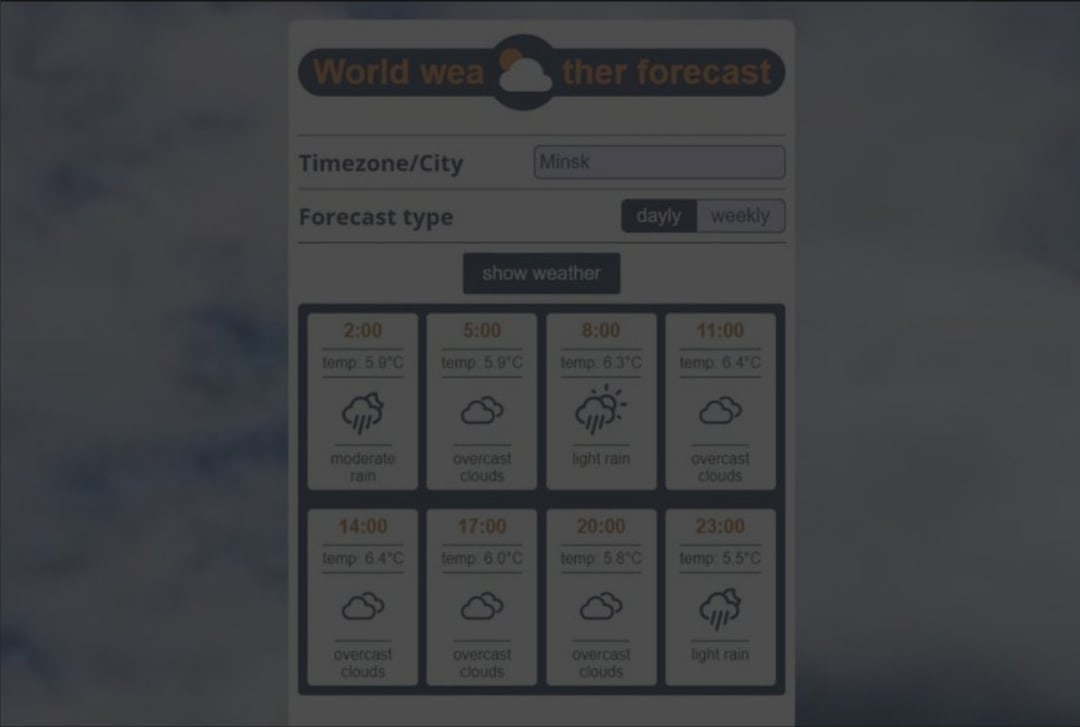 World wea ther forecast
Timezone/City
Minsk
Forecast type
dayly weekly
show weather
2:00 5:00 8:00 11:00
temp: 5.9°C temp: 5.9°C temp: 6.3°C temp: 6.4°C
moderate overcast light rain overcast
rain clouds clouds
14:00 17:00 20:00 23:00
temp: 6.4°C temp: 6.0°C temp: 5.8°C temp: 5.5°C
overcast overcast overcast light rain
clouds clouds clouds